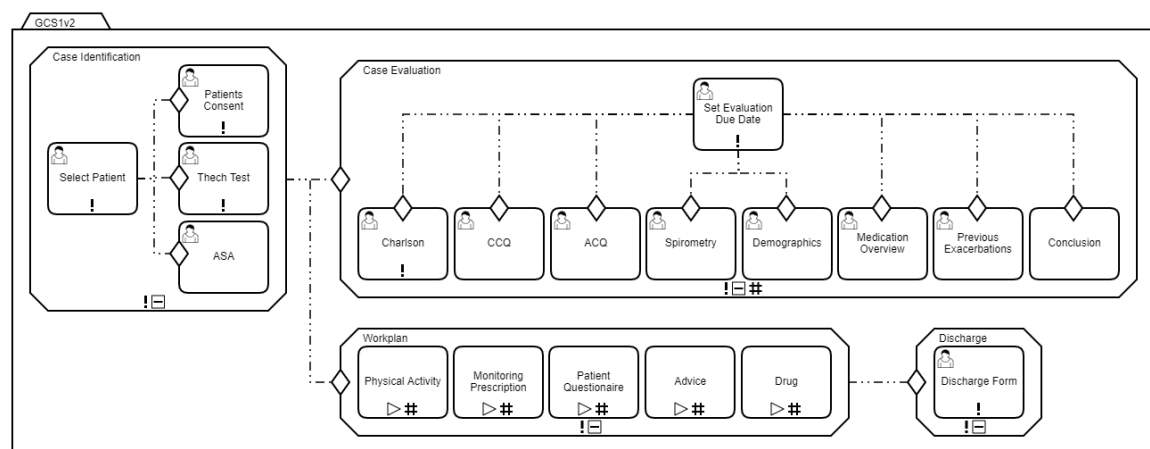 GCS1v2
Case Identification
Patients
Consent
!
Select Patient
!
Thech Test
!
ASA
!
Case Evaluation
Set Evaluation
Due Date
!
Charlson
!
CCQ
ACQ
Spirometry
Demographics
Medication
Overview
Previous
Exacerbations
Conclusion
! #
Workplan
Physical Activity
#
Monitoring
Prescription
#
Patient
Questionaire
#
Advice
#
Drug
#
!
Discharge
Discharge Form
!
!